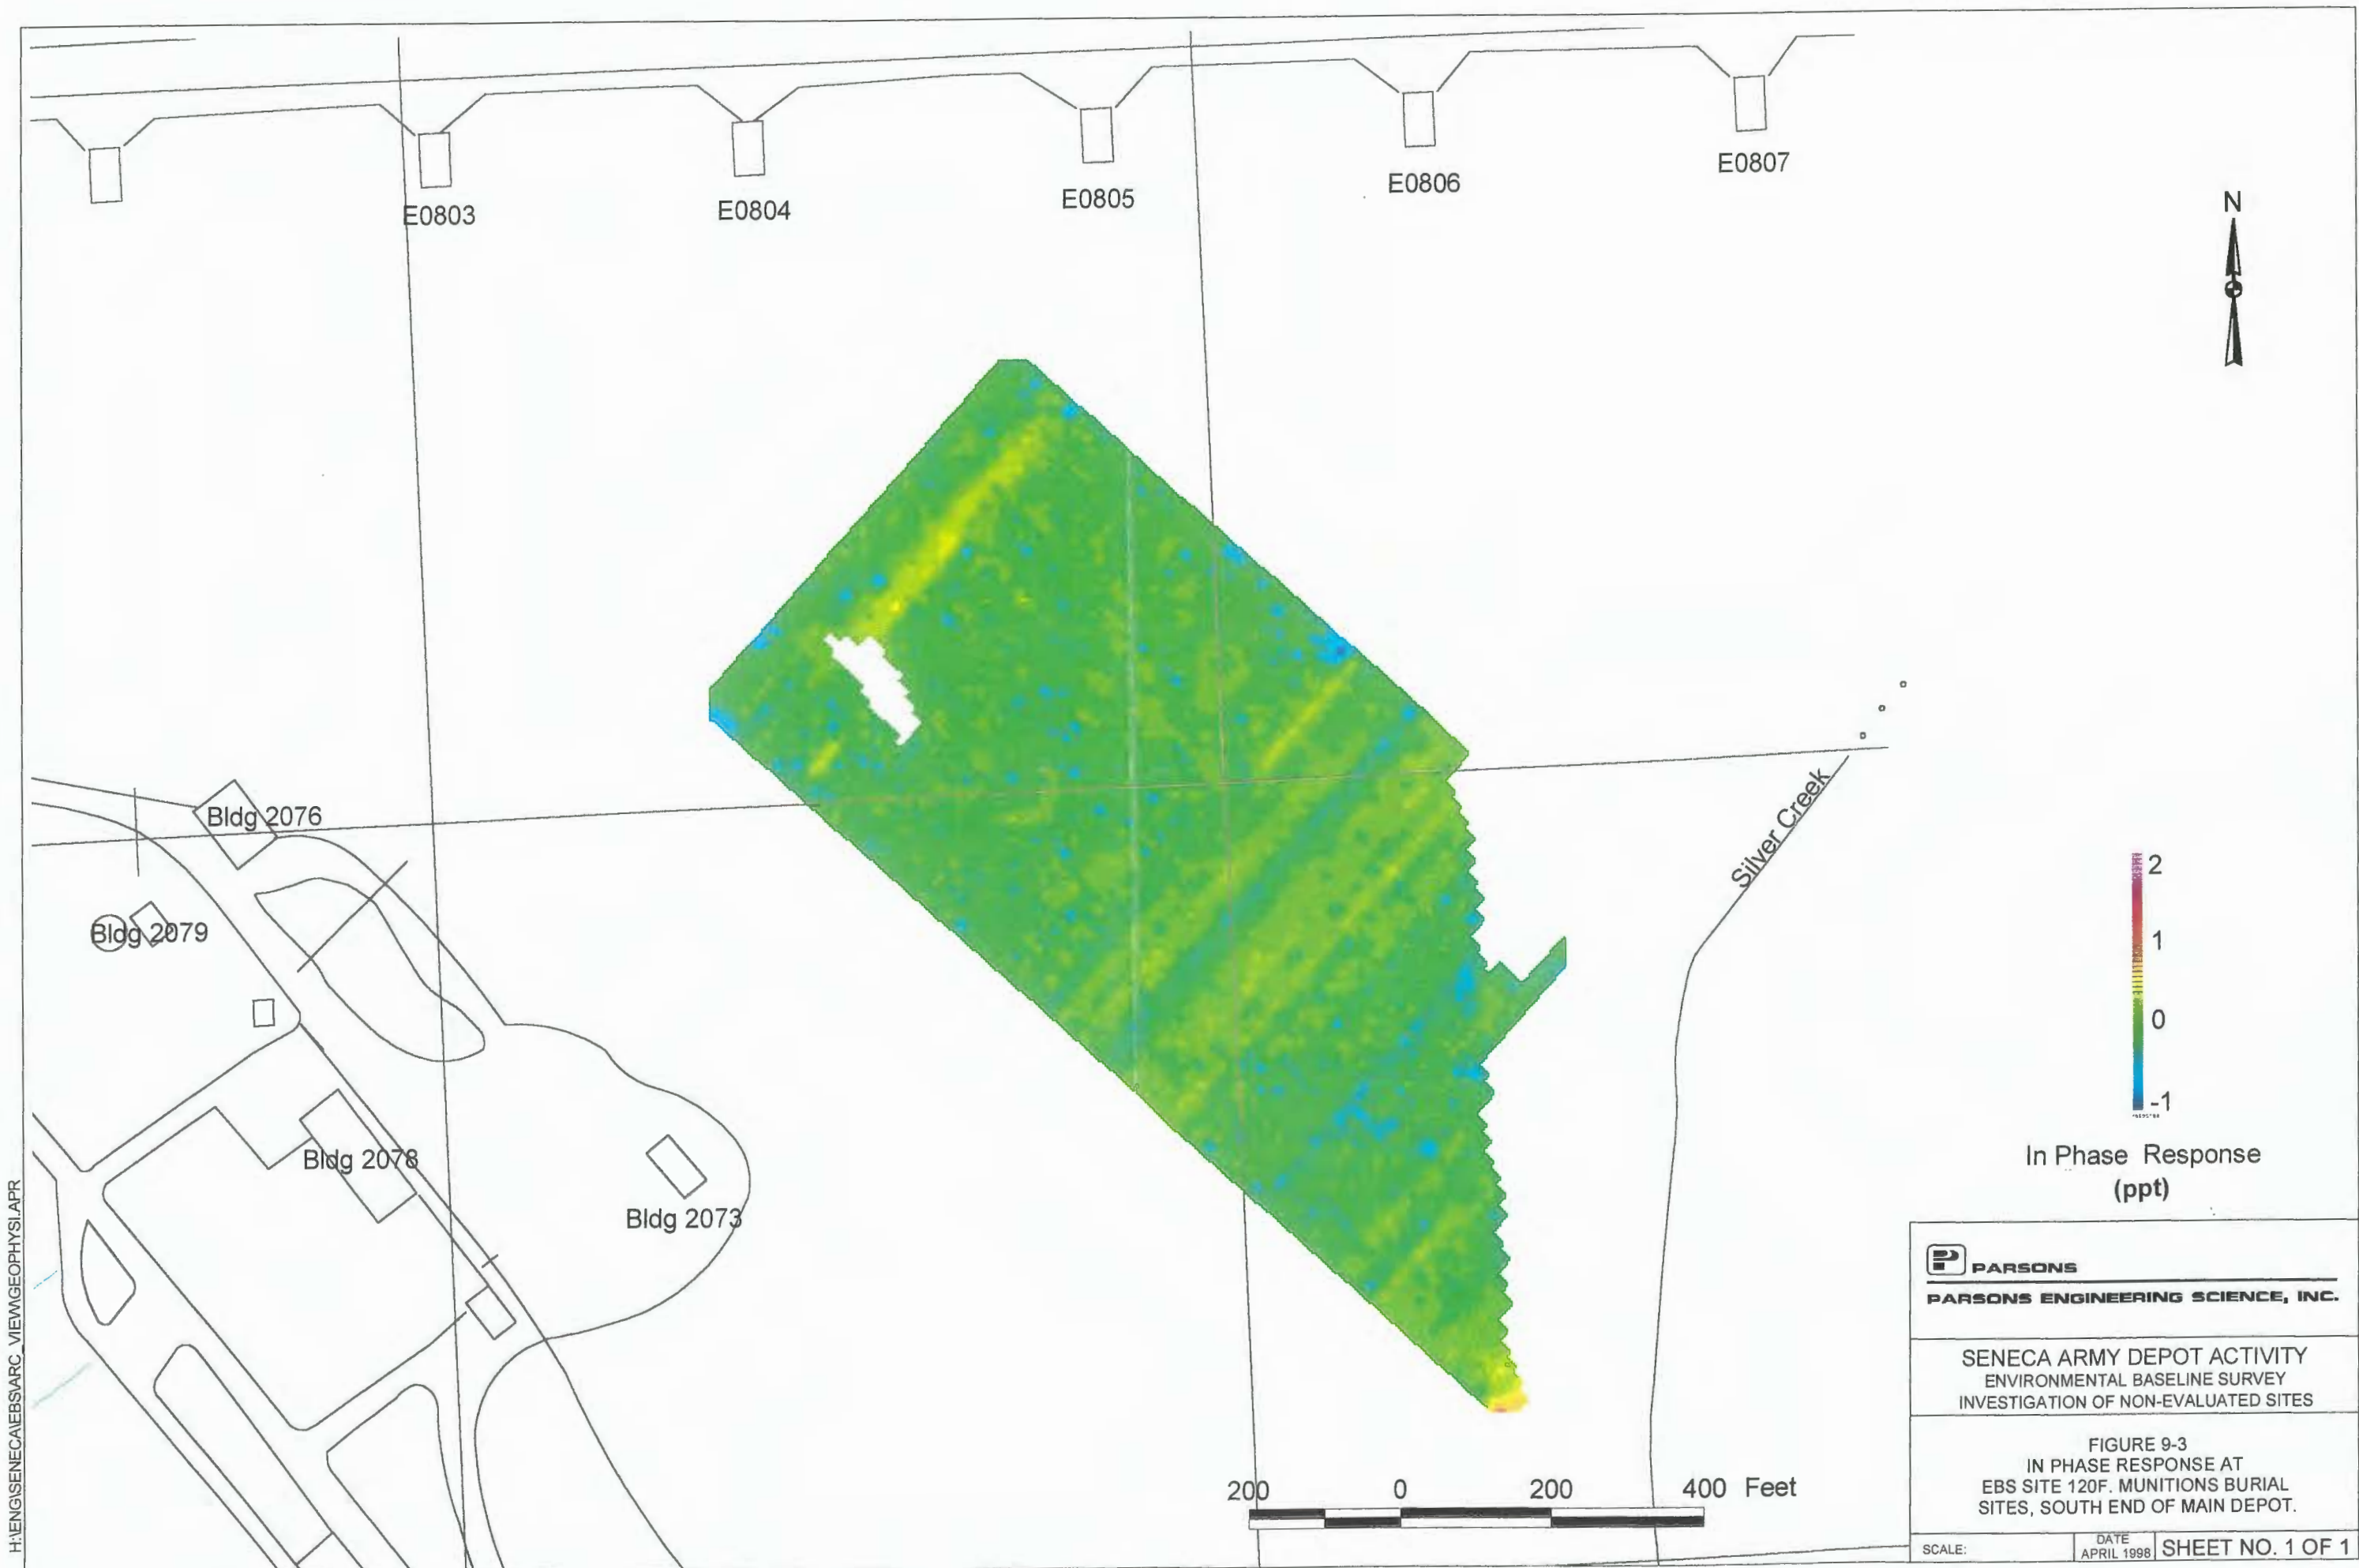 E0807
E0806
E0805
E0804
E0803
N
Bldg 2076
Bldg 2079
Bldg 2078
Bldg 2073
Silver Creek
2
1
0
-1
In Phase Response
(ppt)
200 0 200 400 Feet
H:\ENG\SENECA\EBS\ARC_VIEW\GEOPHYSI.APR
P PARSONS
PARSONS ENGINEERING SCIENCE, INC.
SENECA ARMY DEPOT ACTIVITY
ENVIRONMENTAL BASELINE SURVEY
INVESTIGATION OF NON-EVALUATED SITES
FIGURE 9-3
IN PHASE RESPONSE AT
EBS SITE 120F. MUNITIONS BURIAL
SITES, SOUTH END OF MAIN DEPOT.
SCALE:
DATE
APRIL 1998
SHEET NO. 1 OF 1